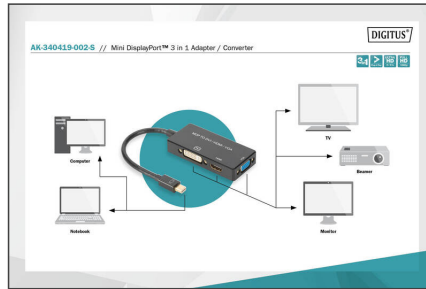 DIGITUS®
AK-340419-002-S // Mini DisplayPort™ 3 in 1 Adapter / Converter
Computer
Notebook
TV
Beamer
Monitor